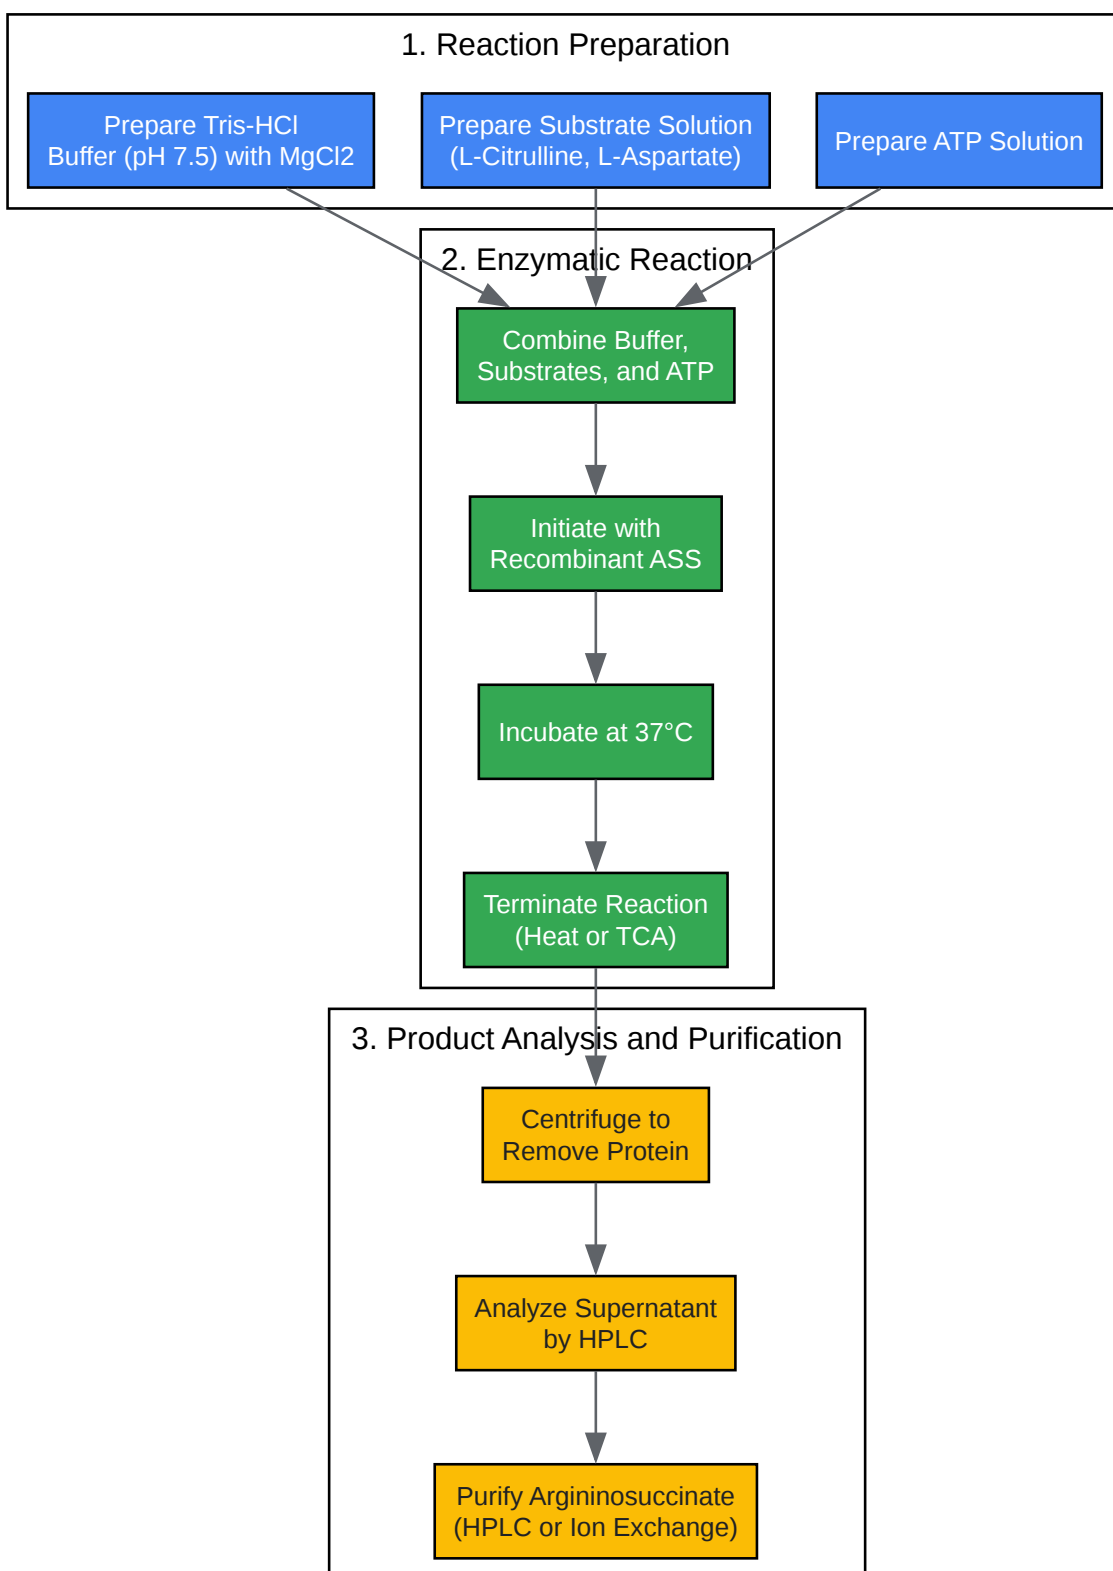 1. Reaction Preparation
Prepare Tris-HCl
Buffer (pH 7.5) with MgCl2
Prepare Substrate Solution
(L-Citrulline, L-Aspartate)
Prepare ATP Solution
2. Enzymatic Reaction
Combine Buffer,
Substrates, and ATP
Initiate with
Recombinant ASS
Incubate at 37°C
Terminate Reaction
(Heat or TCA)
3. Product Analysis and Purification
Centrifuge to
Remove Protein
Analyze Supernatant
by HPLC
Purify Argininosuccinate
(HPLC or Ion Exchange)